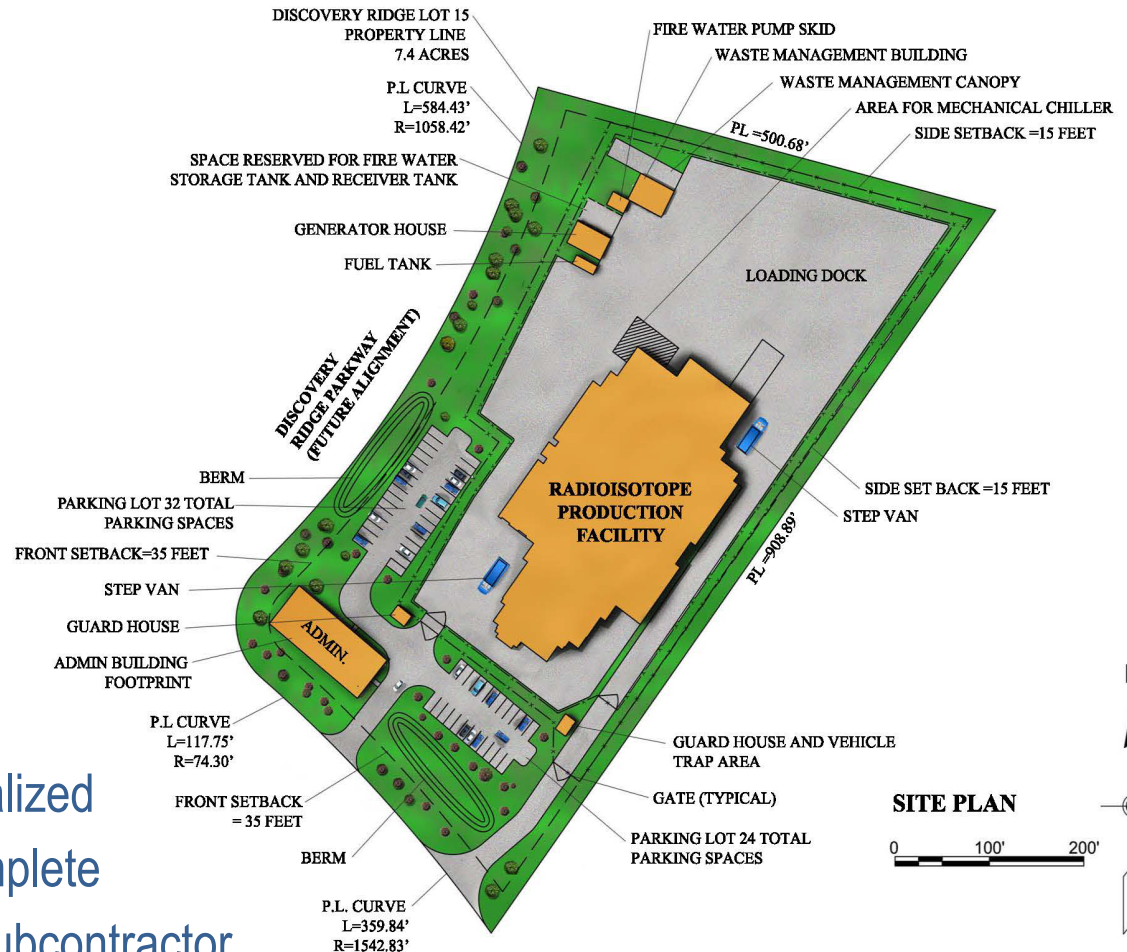 DISCOVERY RIDGE LOT 15
PROPERTY LINE
7.4 ACRES
P.L CURVE
L=584.43'
R=1058.42'
SPACE RESERVED FOR FIRE WATER
STORAGE TANK AND RECEIVER TANK
GENERATOR HOUSE
FUEL TANK
FIRE WATER PUMP SKID
WASTE MANAGEMENT BUILDING
WASTE MANAGEMENT CANOPY
AREA FOR MECHANICAL CHILLER
SIDE SETBACK =15 FEET
PL =500.68'
LOADING DOCK
DISCOVERY
RIDGE PARKWAY
(FUTURE ALIGNMENT)
BERM
PARKING LOT 32 TOTAL
PARKING SPACES
FRONT SETBACK=35 FEET
STEP VAN
GUARD HOUSE
ADMIN BUILDING
FOOTPRINT
ADMIN.
RADIOISOTOPE
PRODUCTION
FACILITY
SIDE SET BACK =15 FEET
STEP VAN
PL =908.89'
P.L CURVE
L=117.75'
R=74.30'
FRONT SETBACK
= 35 FEET
BERM
P.L. CURVE
L=359.84'
R=1542.83'
GUARD HOUSE AND VEHICLE
TRAP AREA
GATE (TYPICAL)
PARKING LOT 24 TOTAL
PARKING SPACES
SITE PLAN
0 100' 200'
alized
nplete
ubcontractor